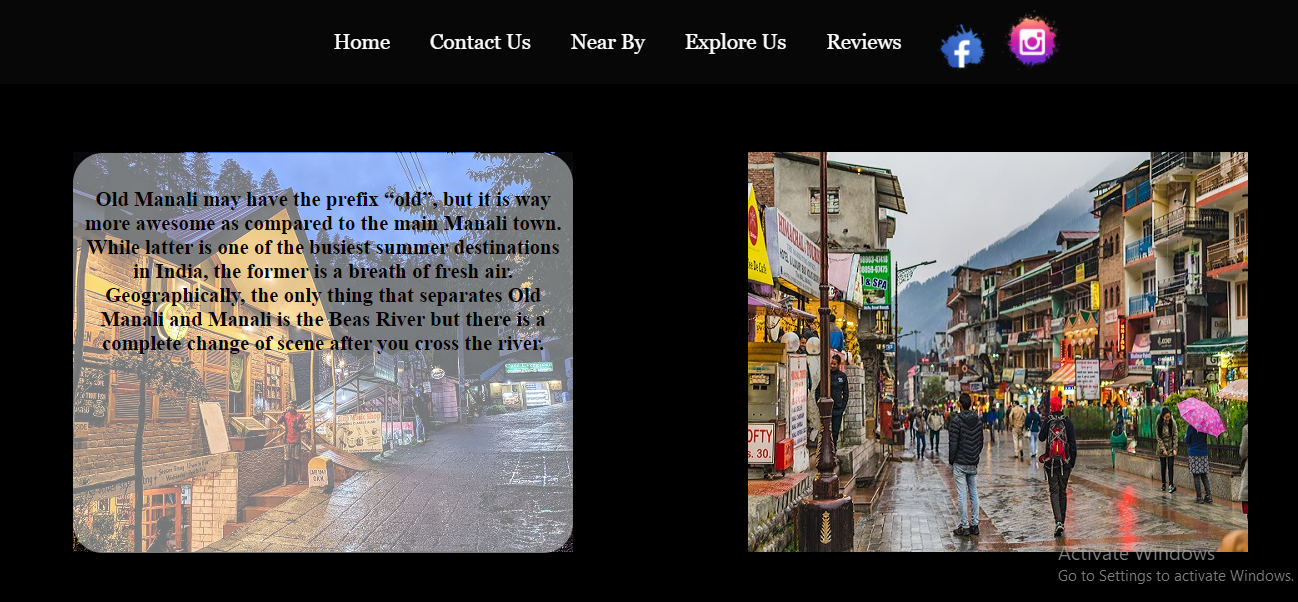 Home Contact Us Near By Explore Us Reviews
Old Manali may have the prefix “old”, but it is way
more awesome as compared to the main Manali town.
While latter is one of the busiest summer destinations
in India, the former is a breath of fresh air.
Geographically, the only thing that separates Old
Manali and Manali is the Beas River but there is a
complete change of scene after you cross the river.
& SPA
OFTY
s. 30.
Activate Windows
Go to Settings to activate Windows.